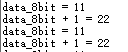 data_8bit = 11
data_8bit + 1 = 22
data_8bit = 11
data_8bit + 1 = 22